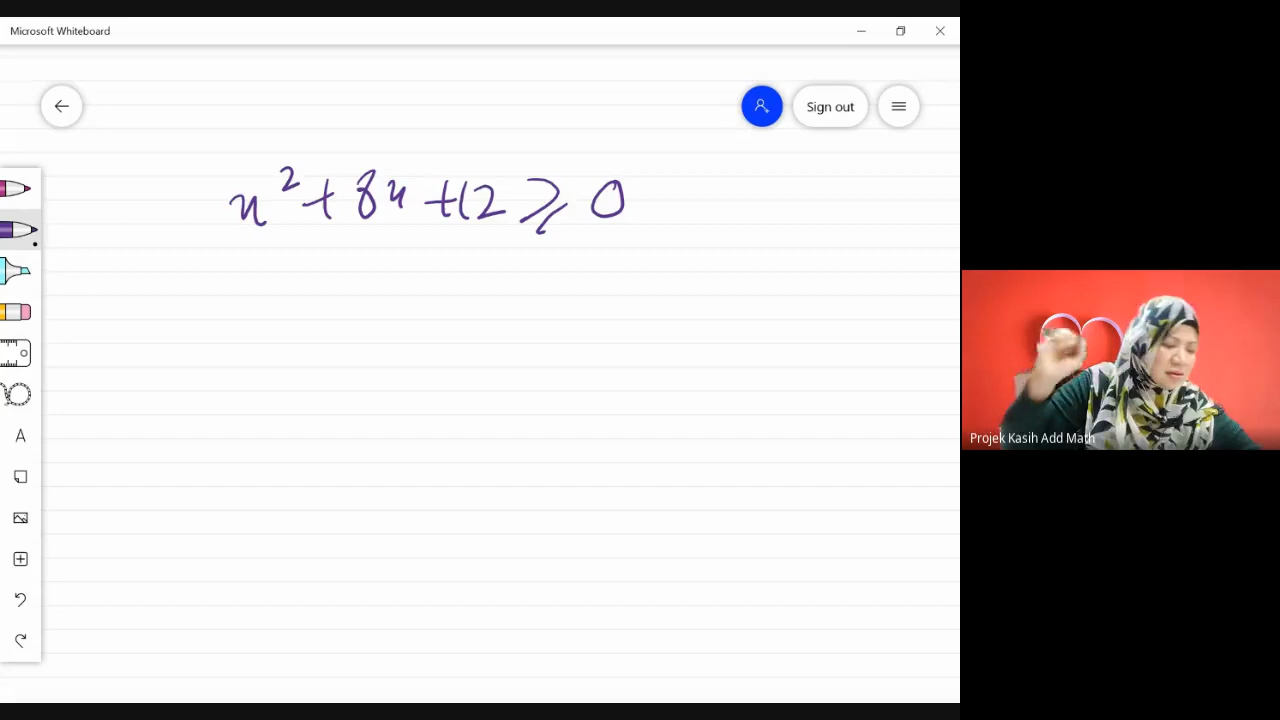 Microsoft Whiteboard
Sign out
x² + 8x + 12 ⩾ 0
A
Projek Kasih Add Math